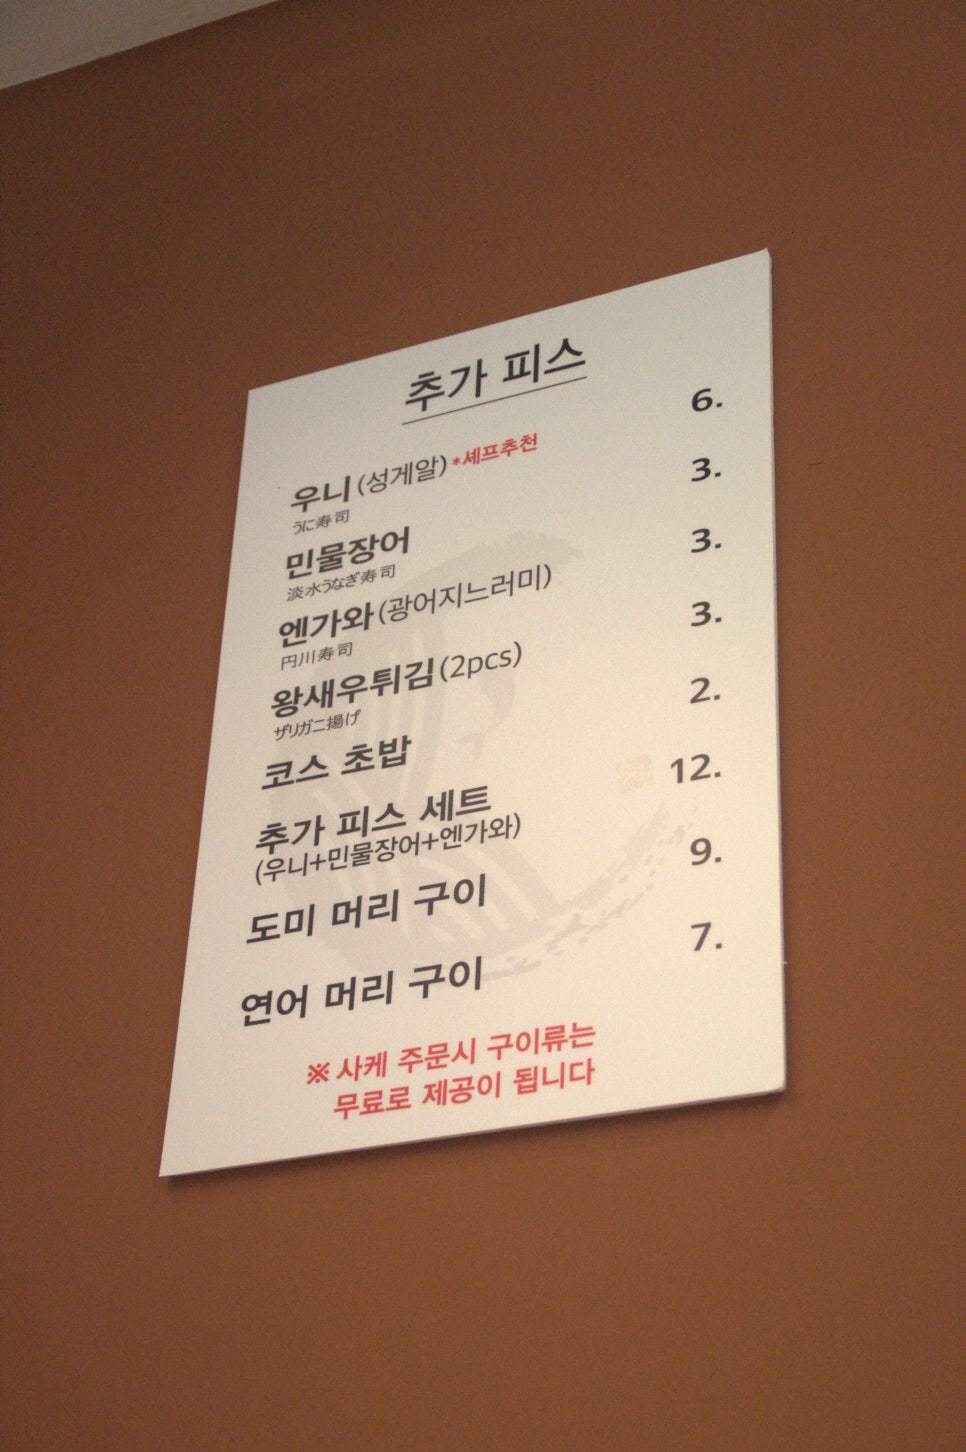 추가 피스
우니(성게알)*셰프추천 6.
うに寿司
민물장어 3.
淡水うなぎ寿司
엔가와(광어지느러미) 3.
円川寿司
왕새우튀김(2pcs) 3.
ザリガニ揚げ
코스 초밥 2.
추가 피스 세트 12.
(우니+민물장어+엔가와)
도미 머리 구이 9.
연어 머리 구이 7.
※ 사케 주문시 구이류는
무료로 제공이 됩니다